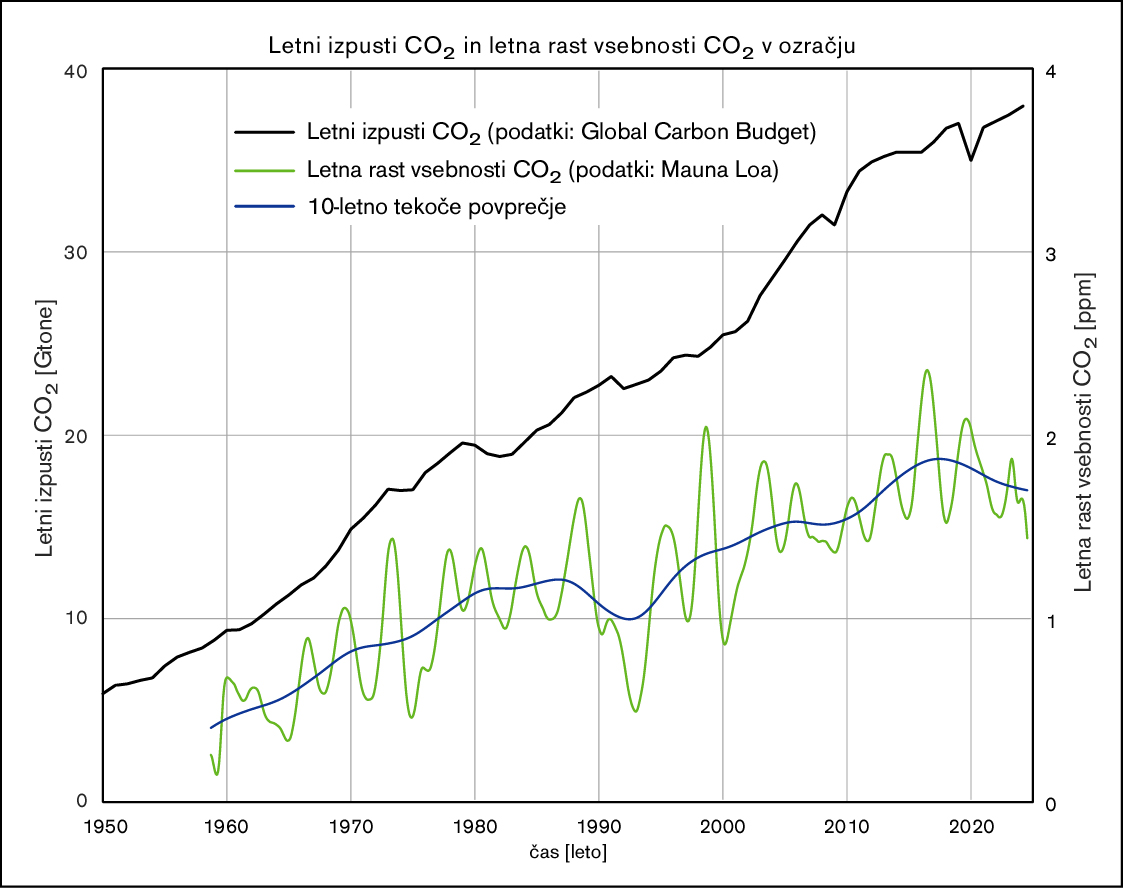 Letni izpusti CO₂ in letna rast vsebnosti CO₂ v ozračju
40
30
20
10
0
Letni izpusti CO₂ [Gtone]
Letni izpusti CO₂ (podatki: Global Carbon Budget)
Letna rast vsebnosti CO₂ (podatki: Mauna Loa)
10-letno tekoče povprečje
4
3
2
1
0
Letna rast vsebnosti CO₂ [ppm]
1950 1960 1970 1980 1990 2000 2010 2020
čas [leto]